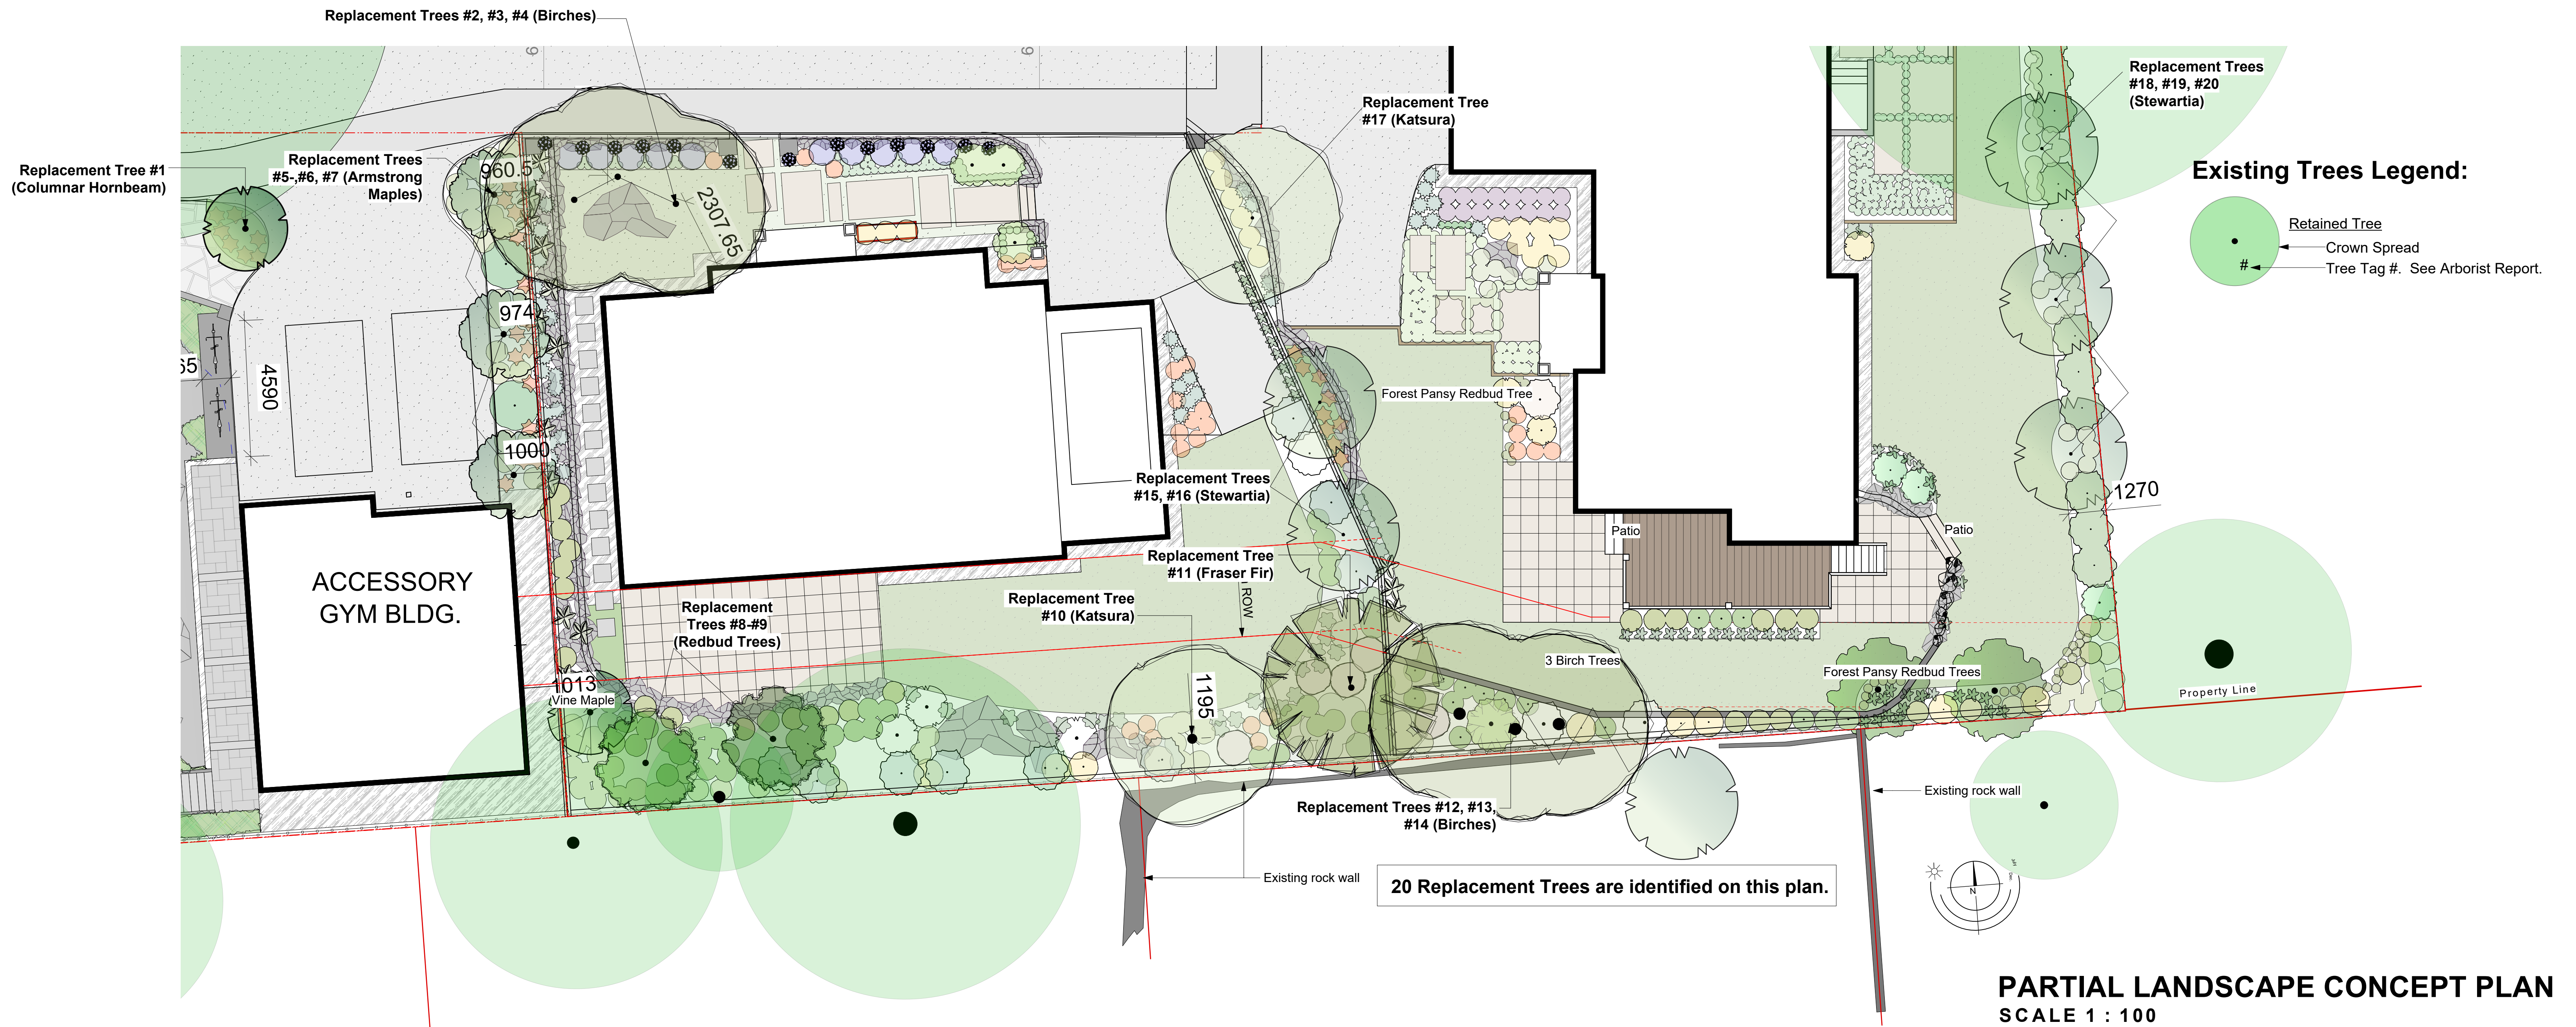 Replacement Trees #2, #3, #4 (Birches)
9
9
Replacement Trees
#18, #19, #20
(Stewartia)
Replacement Tree
#17 (Katsura)
Replacement Tree #1
(Columnar Hornbeam)
Replacement Trees
#5-,#6, #7 (Armstrong
Maples)
960.5
2307.65
Existing Trees Legend:
Retained Tree
Crown Spread
#
Tree Tag #.  See Arborist Report.
974
65
4590
Forest Pansy Redbud Tree
1000
Replacement Trees
#15, #16 (Stewartia)
1270
Patio
Patio
Replacement Tree
#11 (Fraser Fir)
ACCESSORY
GYM BLDG.
Replacement
Trees #8-#9
(Redbud Trees)
Replacement Tree
#10 (Katsura)
ROW
3 Birch Trees
Forest Pansy Redbud Trees
1013
Vine Maple
1195
Property Line
Existing rock wall
Replacement Trees #12, #13,
#14 (Birches)
Existing rock wall
20 Replacement Trees are identified on this plan.
N
PARTIAL LANDSCAPE CONCEPT PLAN
SCALE 1 : 100